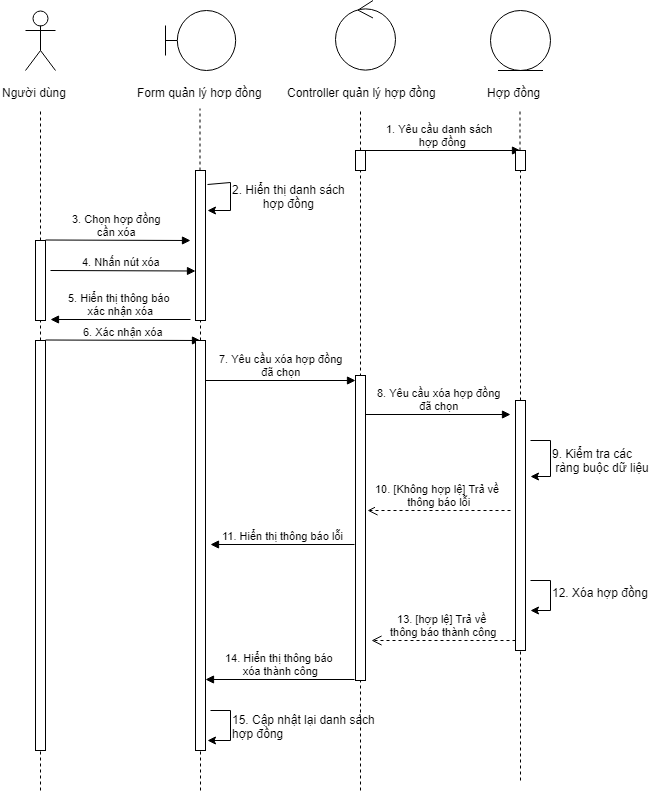 Người dùng
Form quản lý hợp đồng
Controller quản lý hợp đồng
Hợp đồng
1. Yêu cầu danh sách
hợp đồng
2. Hiển thị danh sách
hợp đồng
3. Chọn hợp đồng
cần xóa
4. Nhấn nút xóa
5. Hiển thị thông báo
xác nhận xóa
6. Xác nhận xóa
7. Yêu cầu xóa hợp đồng
đã chọn
8. Yêu cầu xóa hợp đồng
đã chọn
9. Kiểm tra các
ràng buộc dữ liệu
10. [Không hợp lệ] Trả về
thông báo lỗi
11. Hiển thị thông báo lỗi
12. Xóa hợp đồng
13. [hợp lệ] Trả về
thông báo thành công
14. Hiển thị thông báo
xóa thành công
15. Cập nhật lại danh sách
hợp đồng